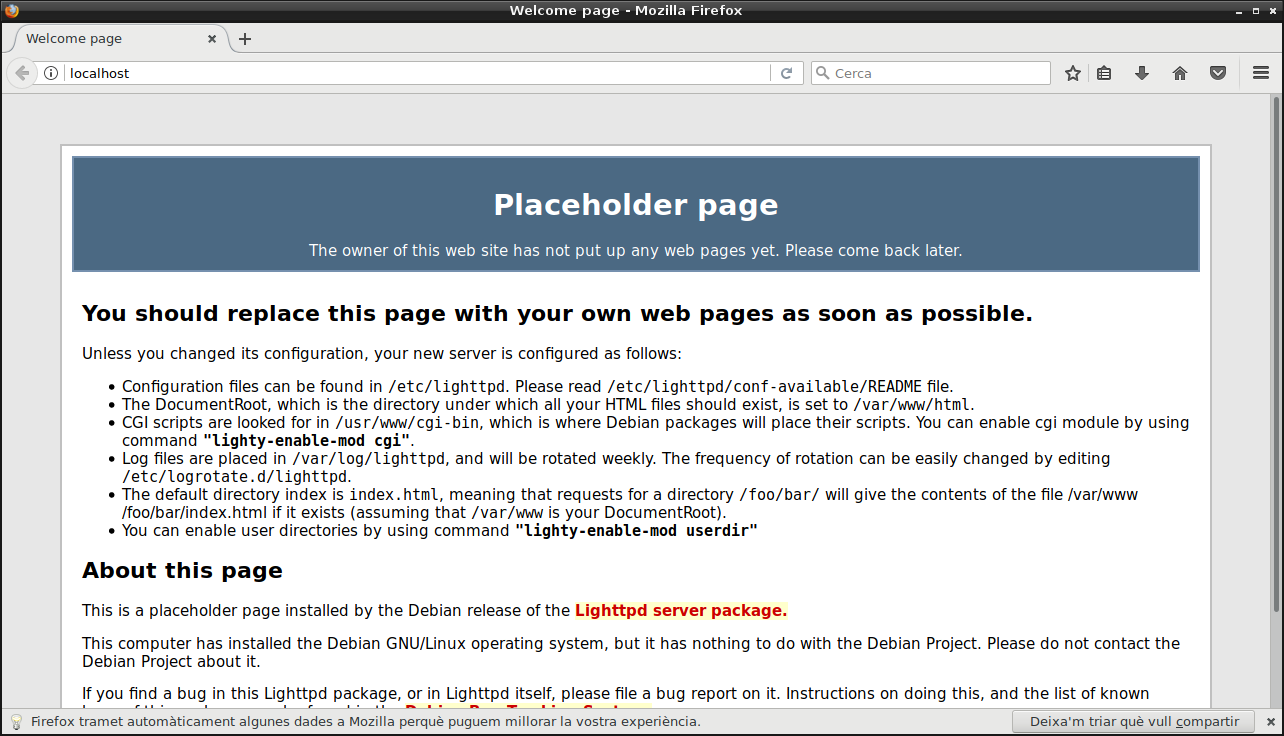 Welcome page - Mozilla Firefox
Welcome page
localhost
Cerca
Placeholder page
The owner of this web site has not put up any web pages yet. Please come back later.
You should replace this page with your own web pages as soon as possible.
Unless you changed its configuration, your new server is configured as follows:
Configuration files can be found in /etc/lighttpd. Please read /etc/lighttpd/conf-available/README file.
The DocumentRoot, which is the directory under which all your HTML files should exist, is set to /var/www/html.
CGI scripts are looked for in /usr/www/cgi-bin, which is where Debian packages will place their scripts. You can enable cgi module by using
command "lighty-enable-mod cgi".
Log files are placed in /var/log/lighttpd, and will be rotated weekly. The frequency of rotation can be easily changed by editing
/etc/logrotate.d/lighttpd.
The default directory index is index.html, meaning that requests for a directory /foo/bar/ will give the contents of the file /var/www
/foo/bar/index.html if it exists (assuming that /var/www is your DocumentRoot).
You can enable user directories by using command "lighty-enable-mod userdir"
About this page
This is a placeholder page installed by the Debian release of the Lighttpd server package.
This computer has installed the Debian GNU/Linux operating system, but it has nothing to do with the Debian Project. Please do not contact the
Debian Project about it.
If you find a bug in this Lighttpd package, or in Lighttpd itself, please file a bug report on it. Instructions on doing this, and the list of known
Firefox tramet automàticament algunes dades a Mozilla perquè puguem millorar la vostra experiència.
Deixa'm triar què vull compartir